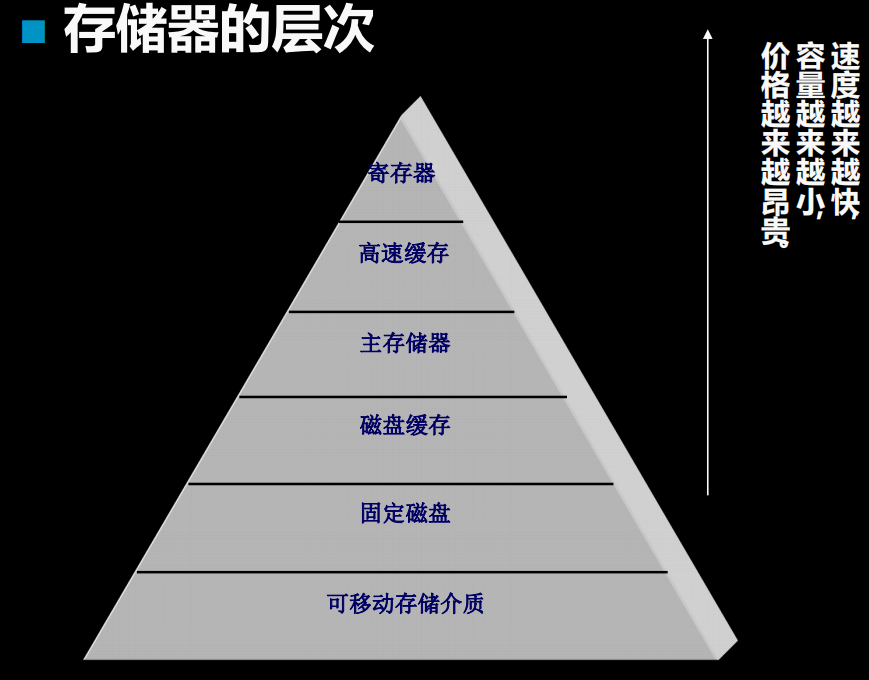 存储器的层次
速度越来越快,
容量越来越小,
价格越来越昂贵。
寄存器
高速缓存
主存储器
磁盘缓存
固定磁盘
可移动存储介质